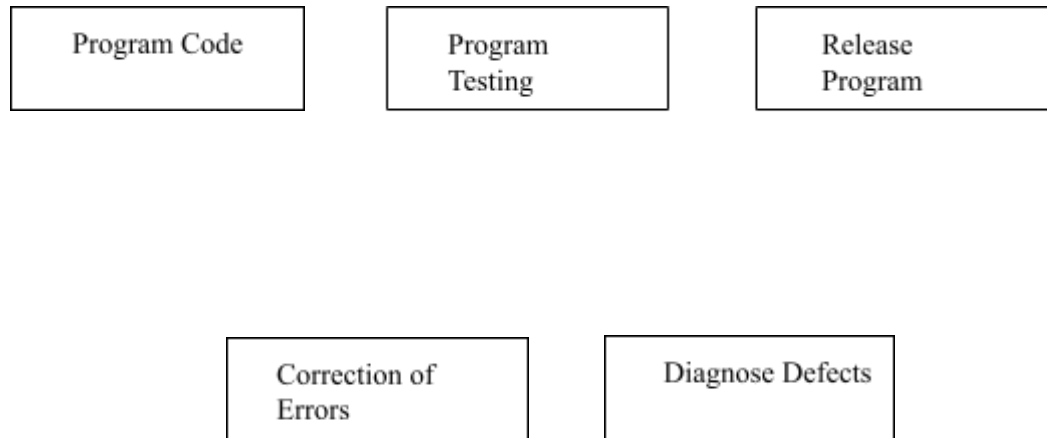 Program Code
Program
Testing
Release
Program
Correction of
Errors
Diagnose Defects